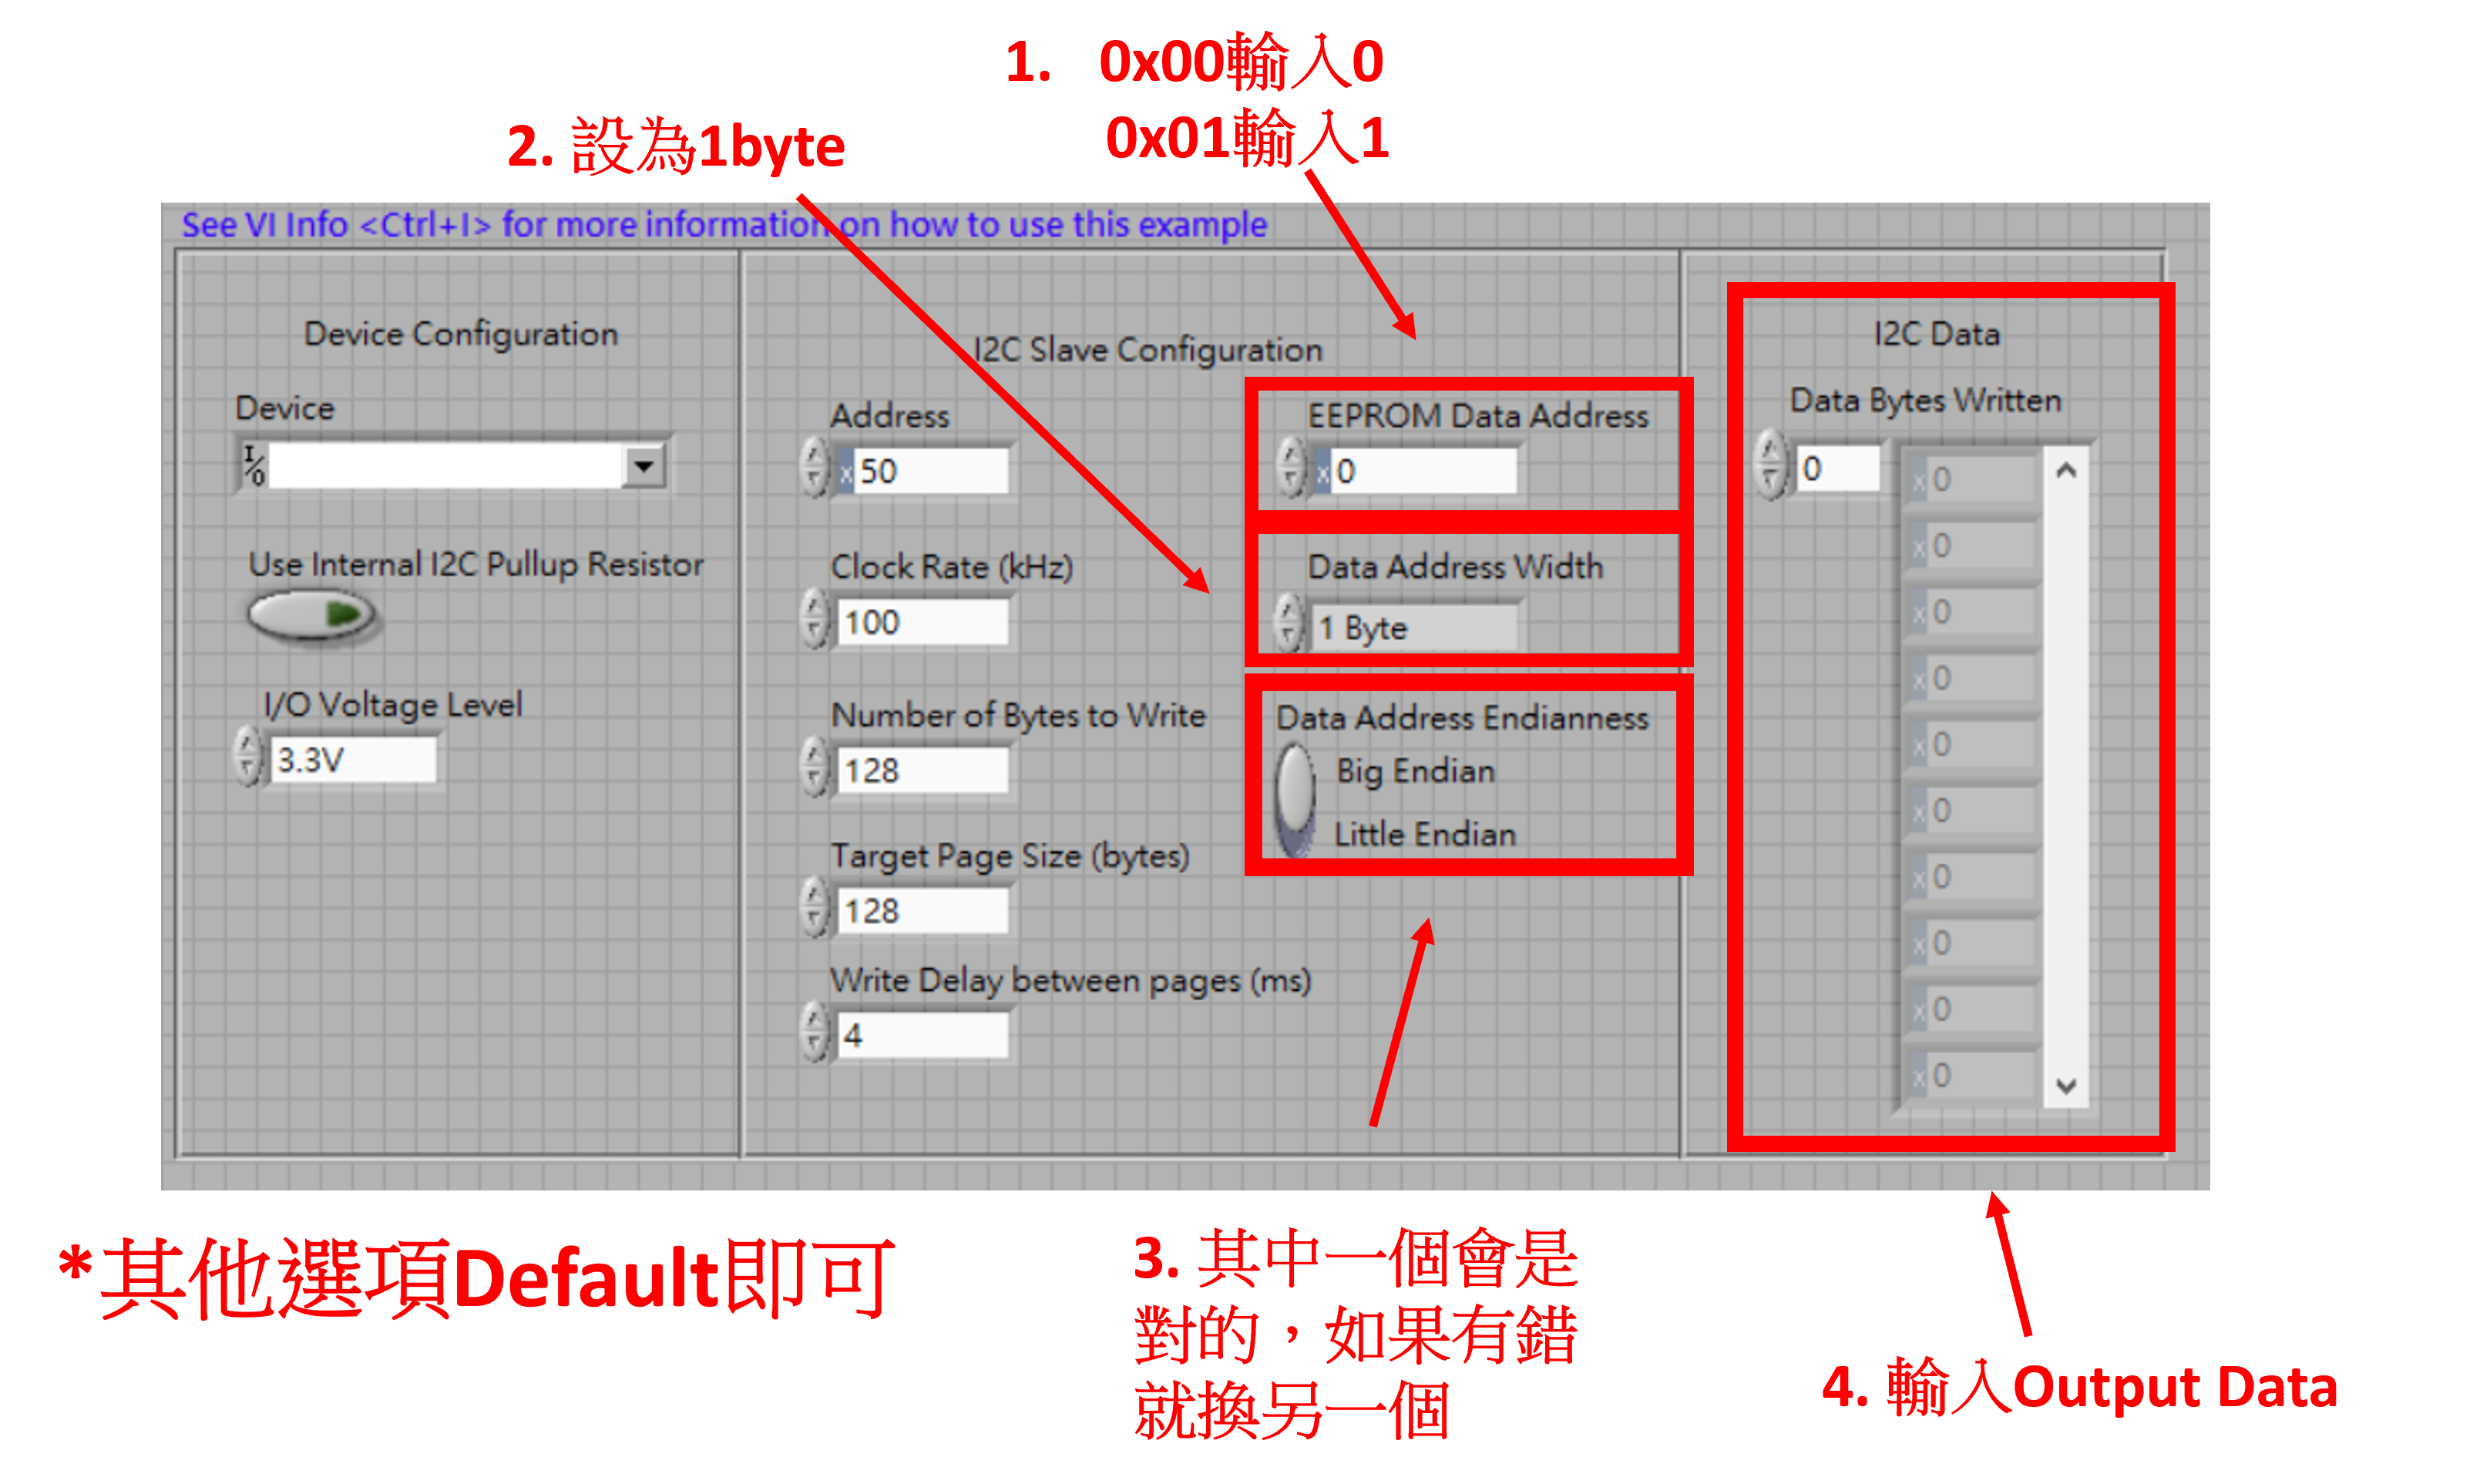 1. 0x00輸入0
0x01輸入1
2. 設為1byte
See VI Info <Ctrl+I> for more information on how to use this example
Device Configuration
Device
I/O
Use Internal I2C Pullup Resistor
I/O Voltage Level
3.3V
I2C Slave Configuration
Address
x 50
Clock Rate (kHz)
100
Number of Bytes to Write
128
Target Page Size (bytes)
128
Write Delay between pages (ms)
4
EEPROM Data Address
x 0
Data Address Width
1 Byte
Data Address Endianness
Big Endian
Little Endian
I2C Data
Data Bytes Written
0
x 0
x 0
x 0
x 0
x 0
x 0
x 0
x 0
x 0
x 0
*其他選項Default即可
3. 其中一個會是
對的，如果有錯
就換另一個
4. 輸入Output Data